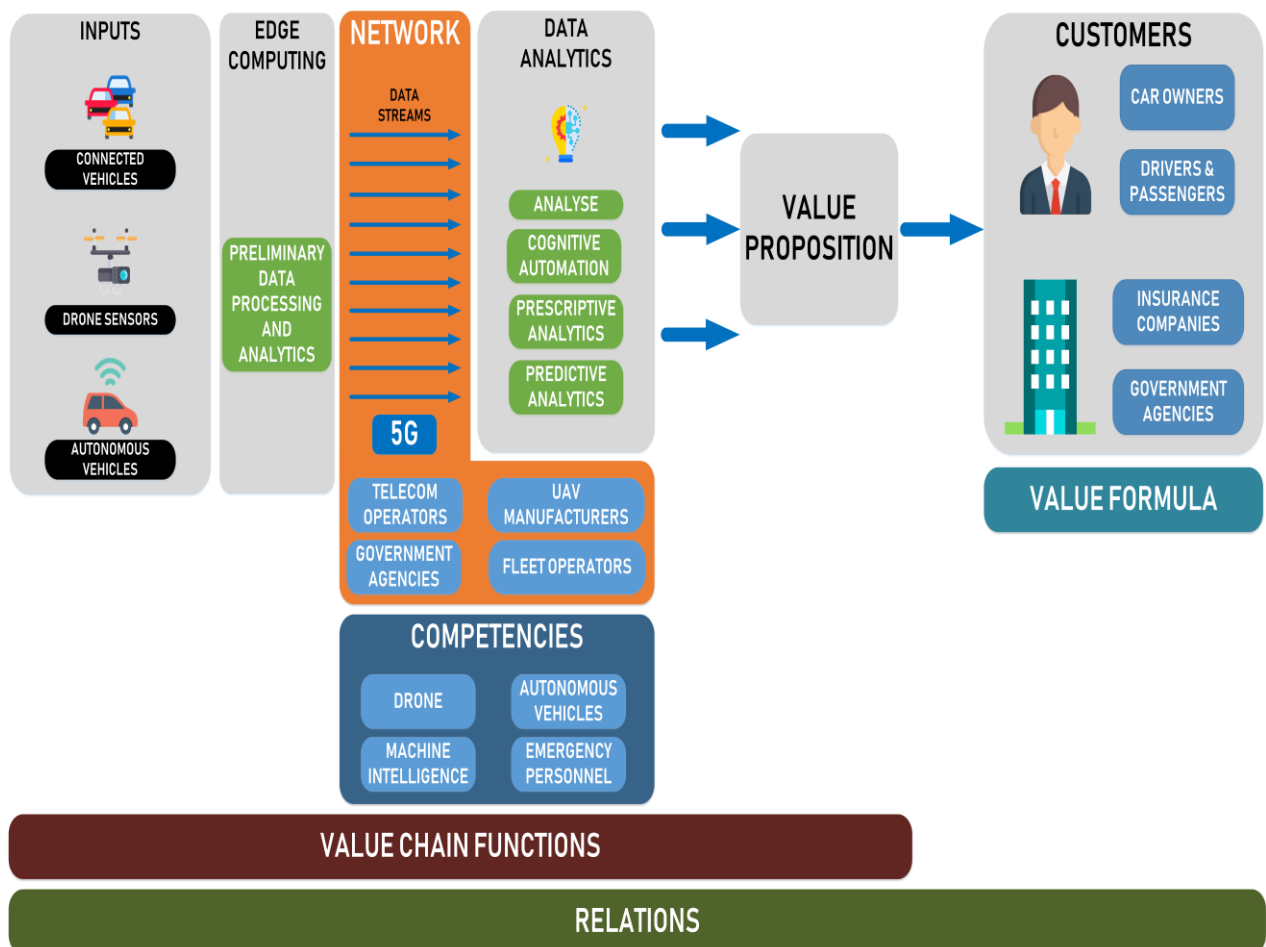 INPUTS
CONNECTED
VEHICLES
DRONE SENSORS
AUTONOMOUS
VEHICLES
EDGE
COMPUTING
PRELIMINARY
DATA
PROCESSING
AND
ANALYTICS
NETWORK
DATA
STREAMS
5G
TELECOM
OPERATORS
UAV
MANUFACTURERS
GOVERNMENT
AGENCIES
FLEET OPERATORS
DATA
ANALYTICS
ANALYSE
COGNITIVE
AUTOMATION
PRESCRIPTIVE
ANALYTICS
PREDICTIVE
ANALYTICS
VALUE
PROPOSITION
CUSTOMERS
CAR OWNERS
DRIVERS &
PASSENGERS
INSURANCE
COMPANIES
GOVERNMENT
AGENCIES
VALUE FORMULA
COMPETENCIES
DRONE
AUTONOMOUS
VEHICLES
MACHINE
INTELLIGENCE
EMERGENCY
PERSONNEL
VALUE CHAIN FUNCTIONS
RELATIONS